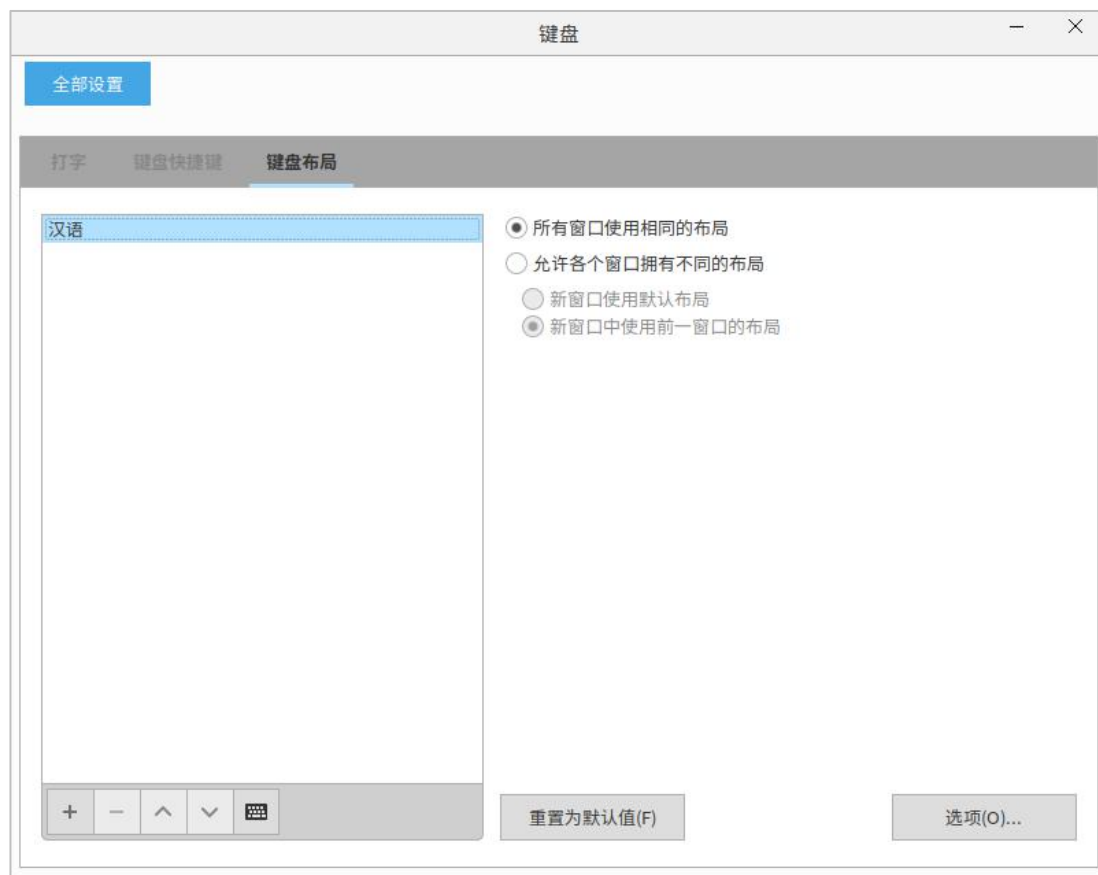 键盘
全部设置
打字 键盘快捷键 键盘布局
汉语
所有窗口使用相同的布局
允许各个窗口拥有不同的布局
新窗口使用默认布局
新窗口中使用前一窗口的布局
重置为默认值(F)
选项(O)...